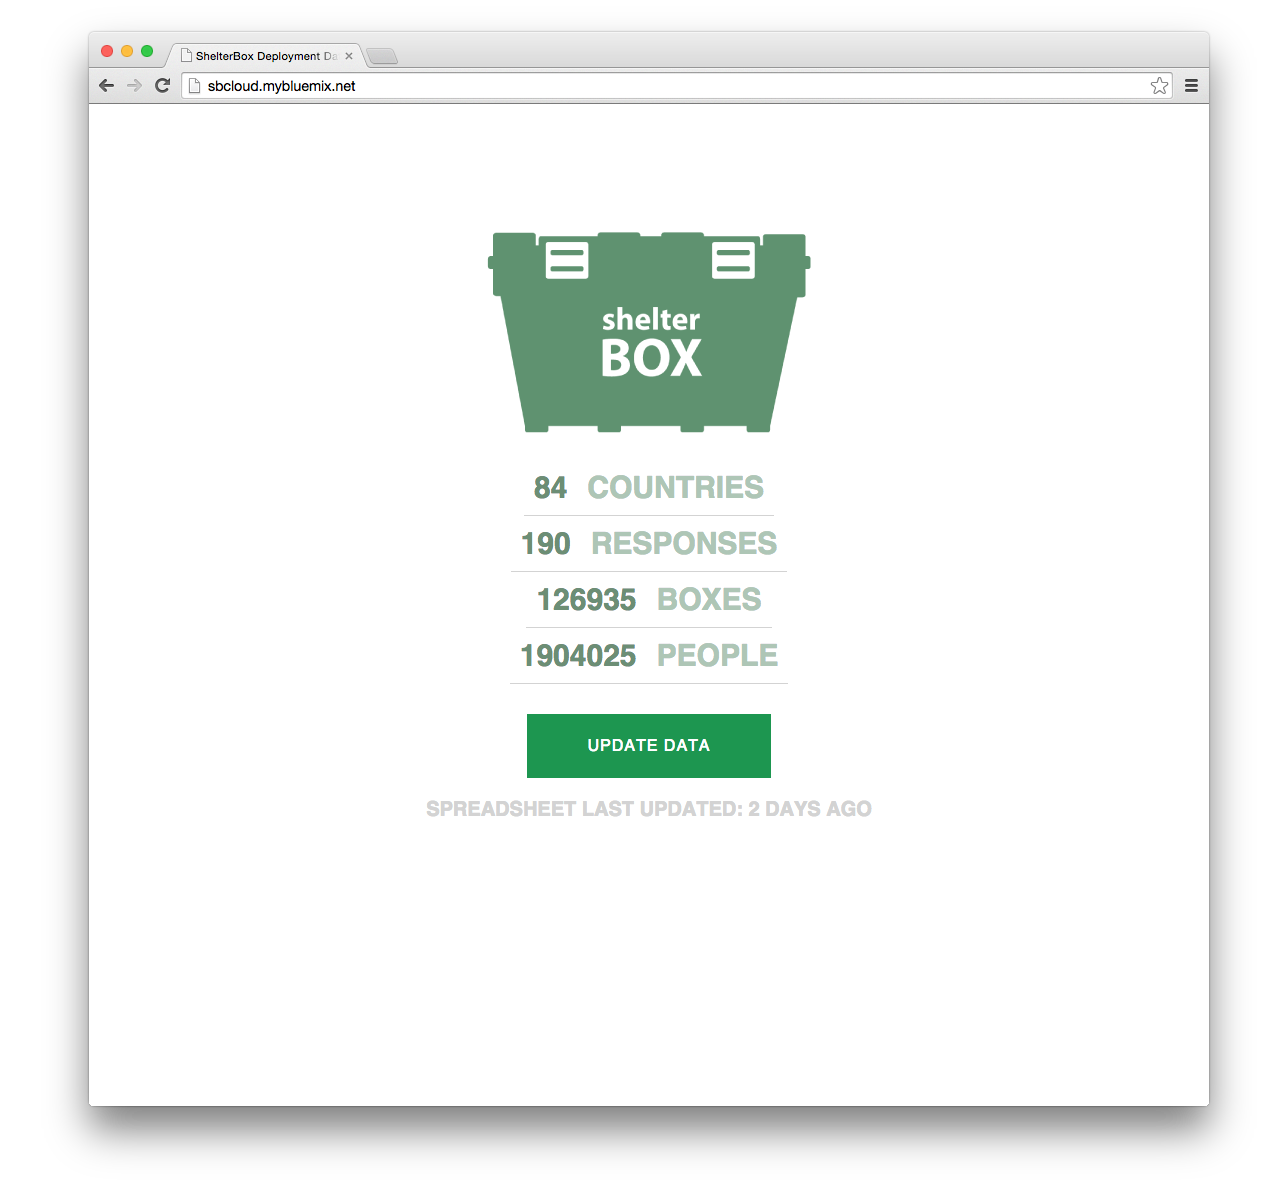 ShelterBox Deployment Da
sbcloud.mybluemix.net
shelter
BOX
84 COUNTRIES
190 RESPONSES
126935 BOXES
1904025 PEOPLE
UPDATE DATA
SPREADSHEET LAST UPDATED: 2 DAYS AGO